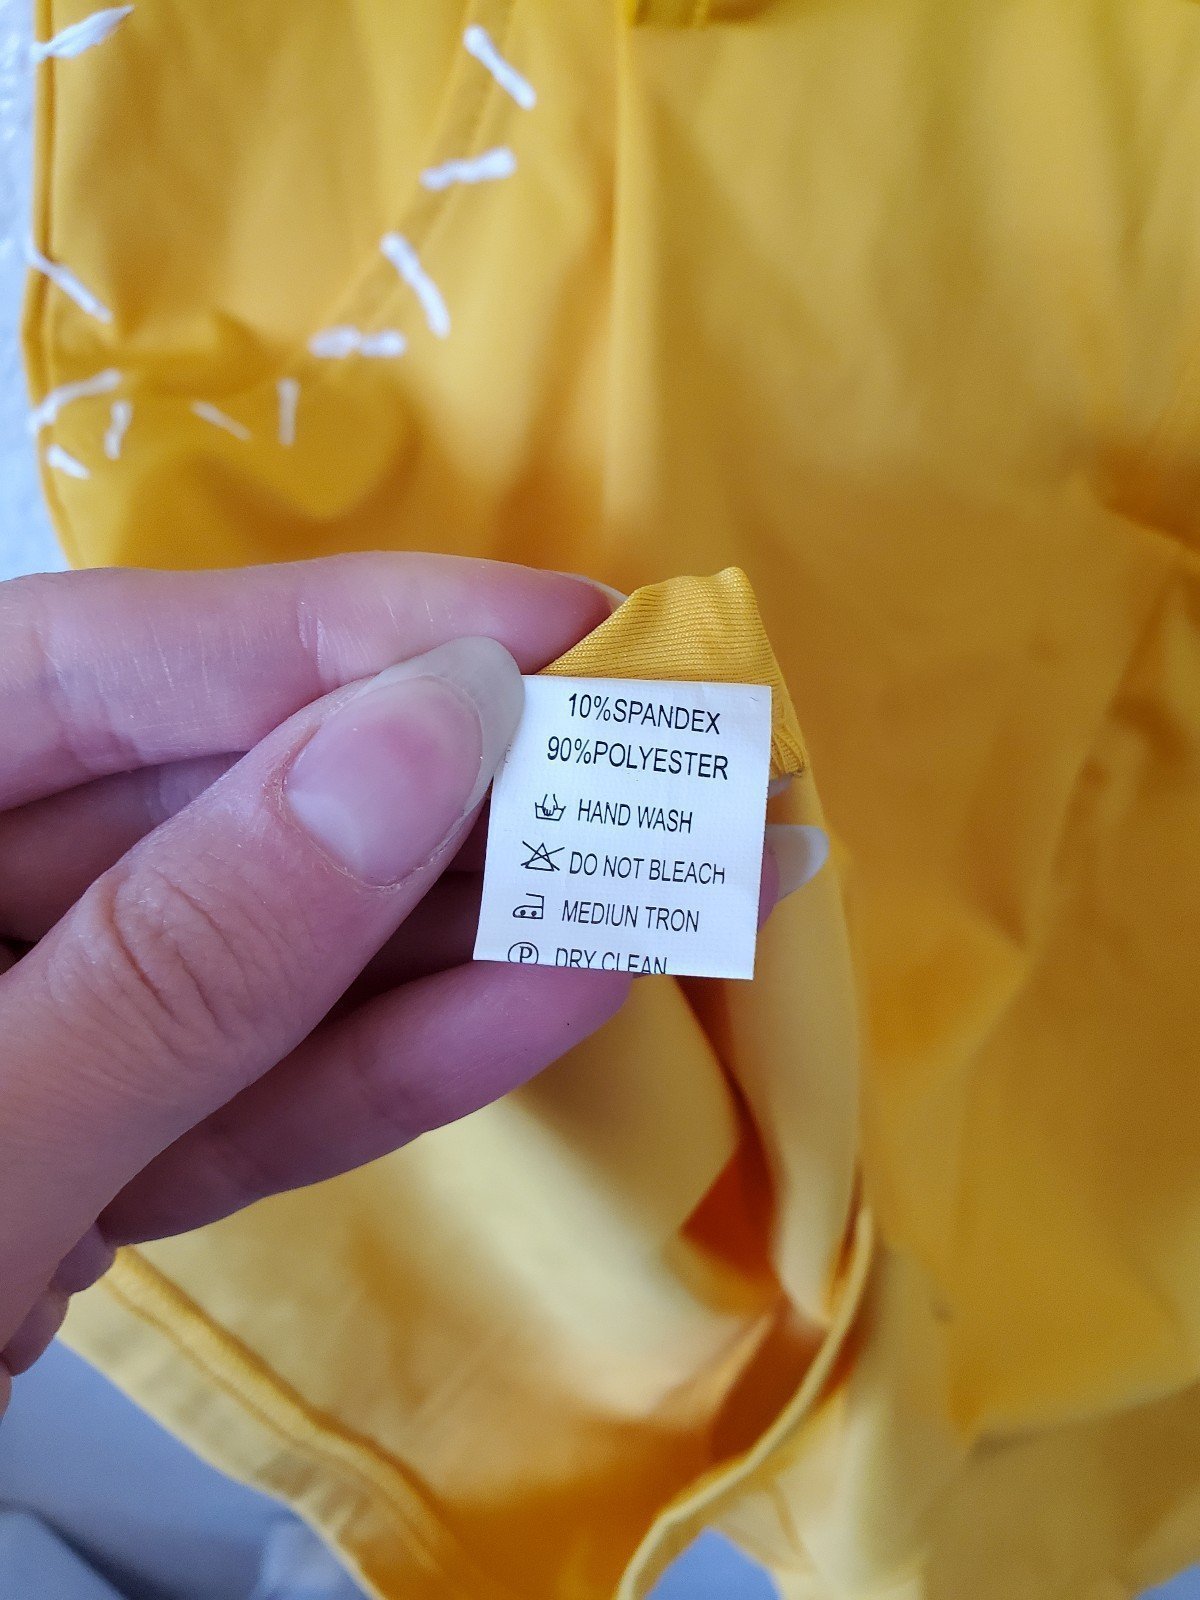 10%SPANDEX
90%POLYESTER
HAND WASH
DO NOT BLEACH
MEDIUN TRON
P DRY CLEAN